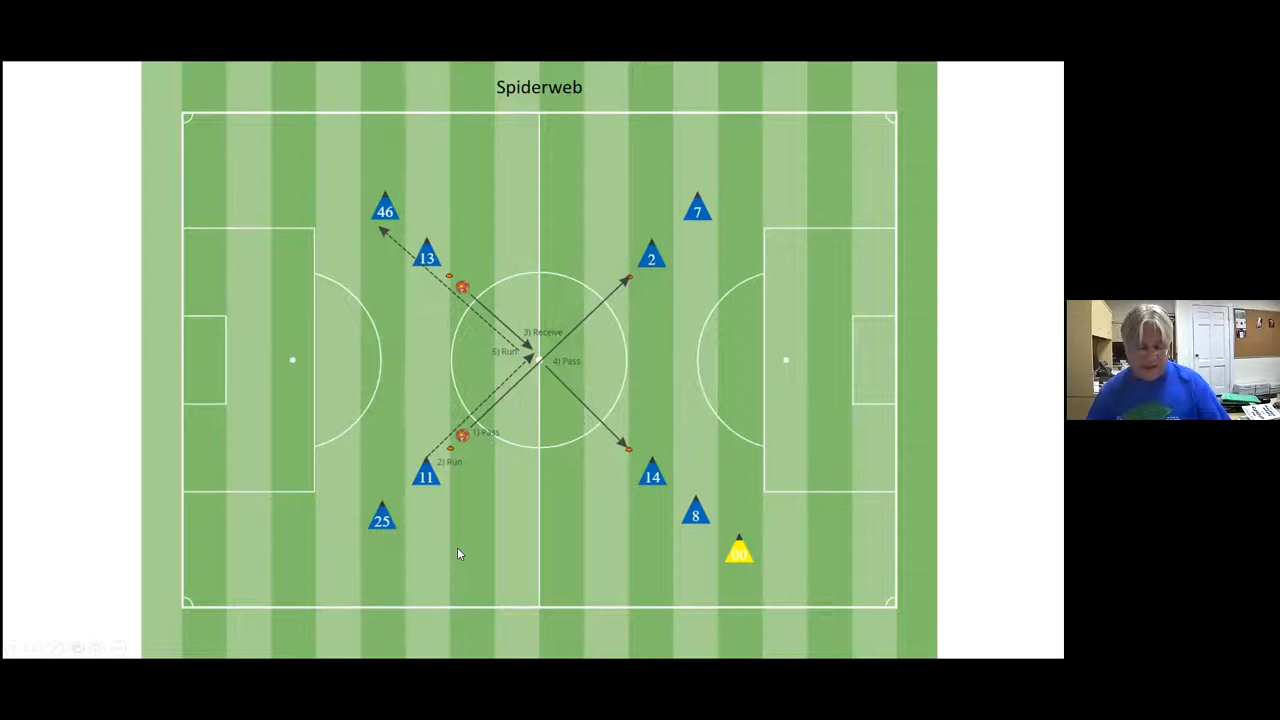 Spiderweb
46
7
13
2
3) Receive
5) Run
4) Pass
1) Pass
2) Run
11
14
25
8
00